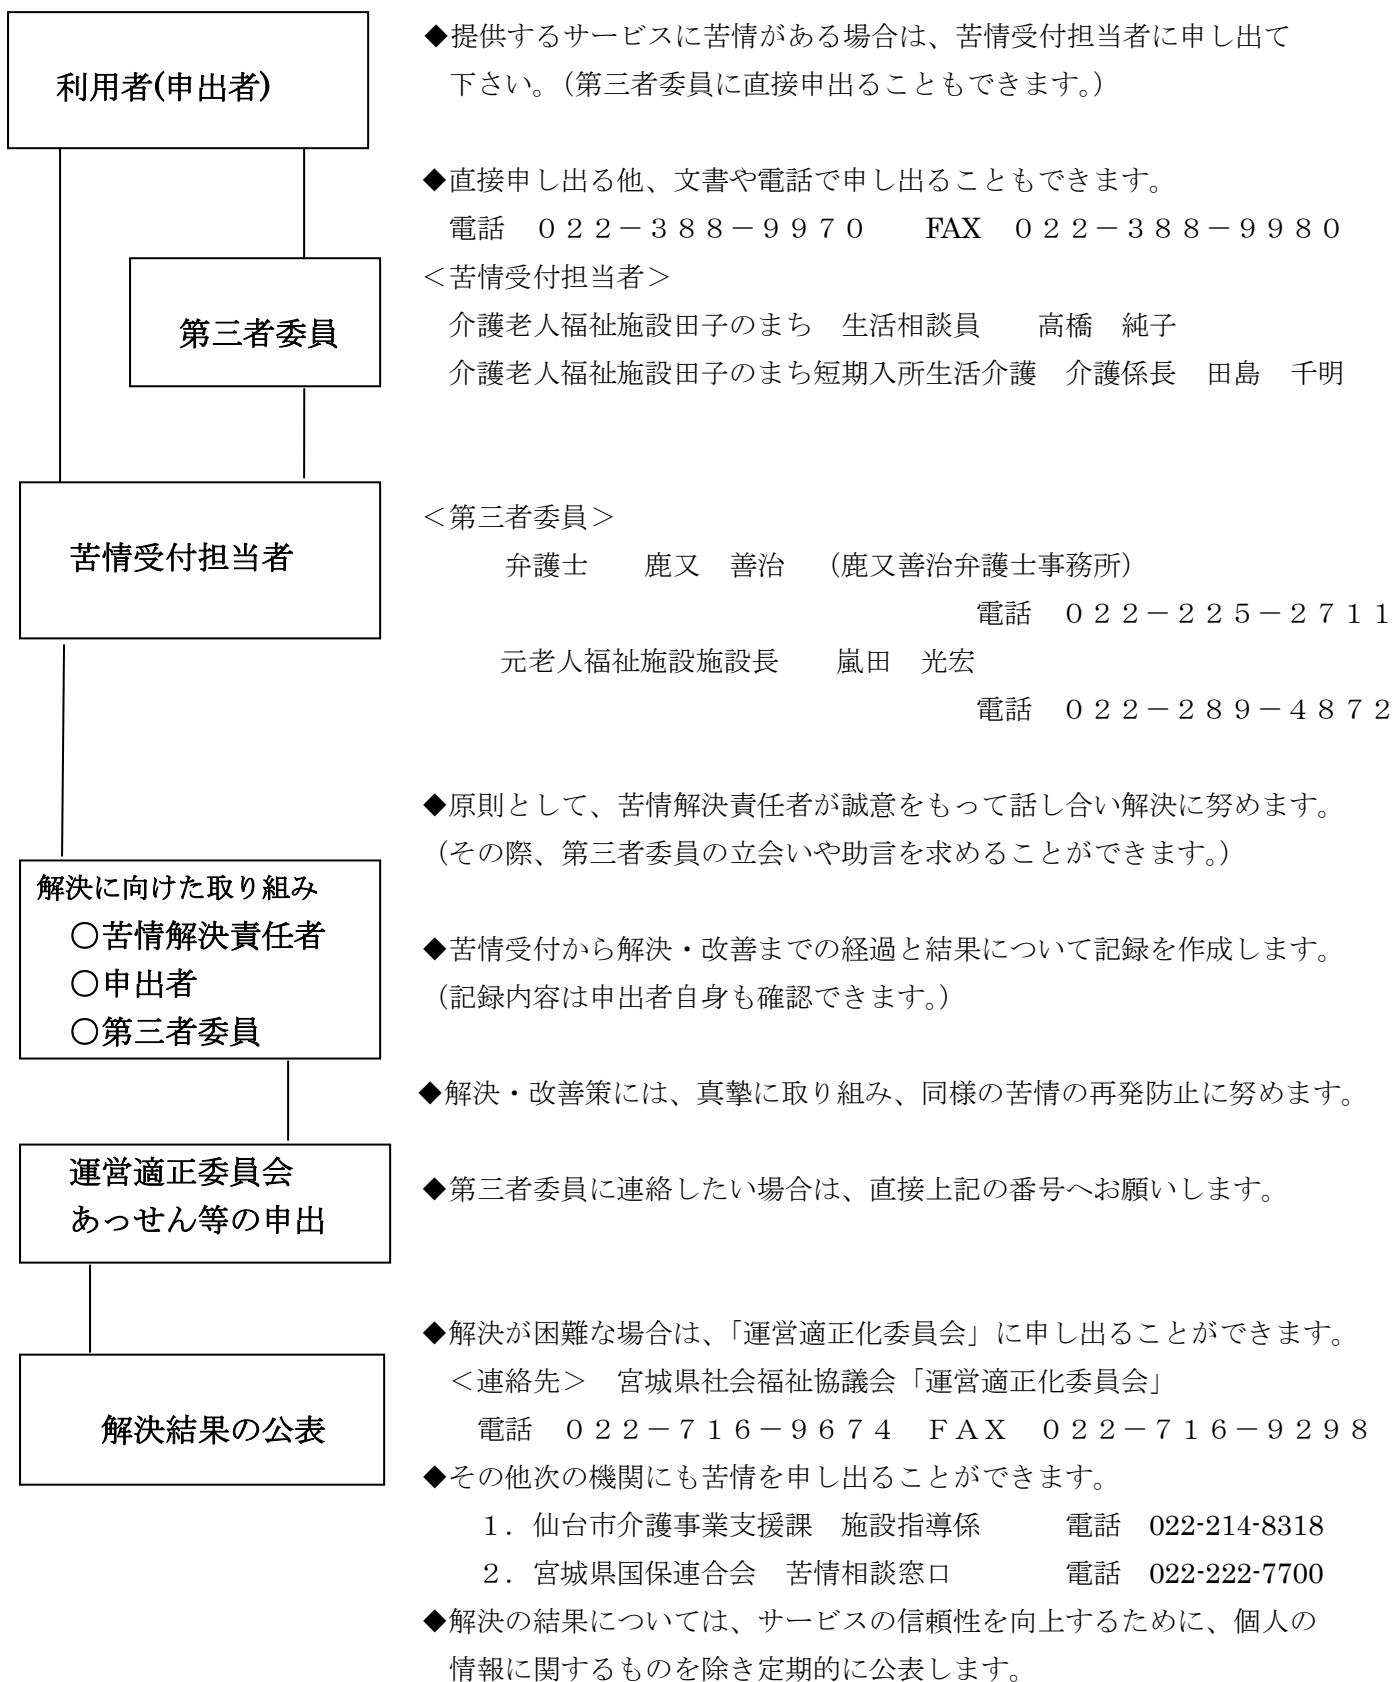 利用者(申出者)
第三者委員
苦情受付担当者
解決に向けた取り組み
〇苦情解決責任者
〇申出者
〇第三者委員
運営適正委員会
あっせん等の申出
解決結果の公表
◆提供するサービスに苦情がある場合は、苦情受付担当者に申し出て
下さい。（第三者委員に直接申出ることもできます。）
◆直接申し出る他、文書や電話で申し出ることもできます。
電話　０２２－３８８－９９７０　　FAX　０２２－３８８－９９８０
＜苦情受付担当者＞
介護老人福祉施設田子のまち　生活相談員　　高橋　純子
介護老人福祉施設田子のまち短期入所生活介護　介護係長　田島　千明
＜第三者委員＞
弁護士　　鹿又　善治　（鹿又善治弁護士事務所）
電話　０２２－２２５－２７１１
元老人福祉施設施設長　　嵐田　光宏
電話　０２２－２８９－４８７２
◆原則として、苦情解決責任者が誠意をもって話し合い解決に努めます。
（その際、第三者委員の立会いや助言を求めることができます。）
◆苦情受付から解決・改善までの経過と結果について記録を作成します。
（記録内容は申出者自身も確認できます。）
◆解決・改善策には、真摯に取り組み、同様の苦情の再発防止に努めます。
◆第三者委員に連絡したい場合は、直接上記の番号へお願いします。
◆解決が困難な場合は、「運営適正化委員会」に申し出ることができます。
＜連絡先＞　宮城県社会福祉協議会「運営適正化委員会」
電話　０２２－７１６－９６７４　ＦＡＸ　０２２－７１６－９２９８
◆その他次の機関にも苦情を申し出ることができます。
１．仙台市介護事業支援課　施設指導係　　　電話　022-214-8318
２．宮城県国保連合会　苦情相談窓口　　　　電話　022-222-7700
◆解決の結果については、サービスの信頼性を向上するために、個人の
情報に関するものを除き定期的に公表します。